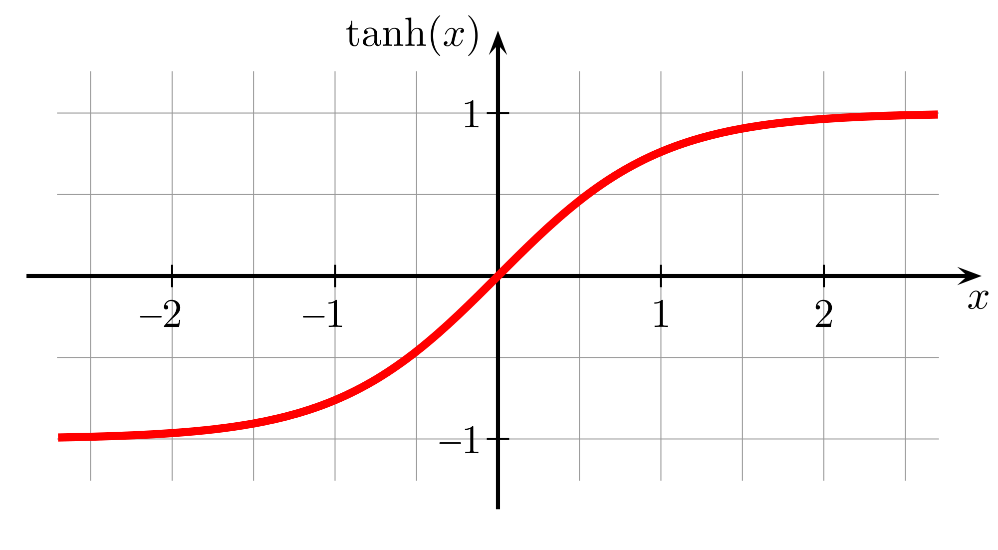 tanh(x)
1
x
–2 –1 1 2
–1